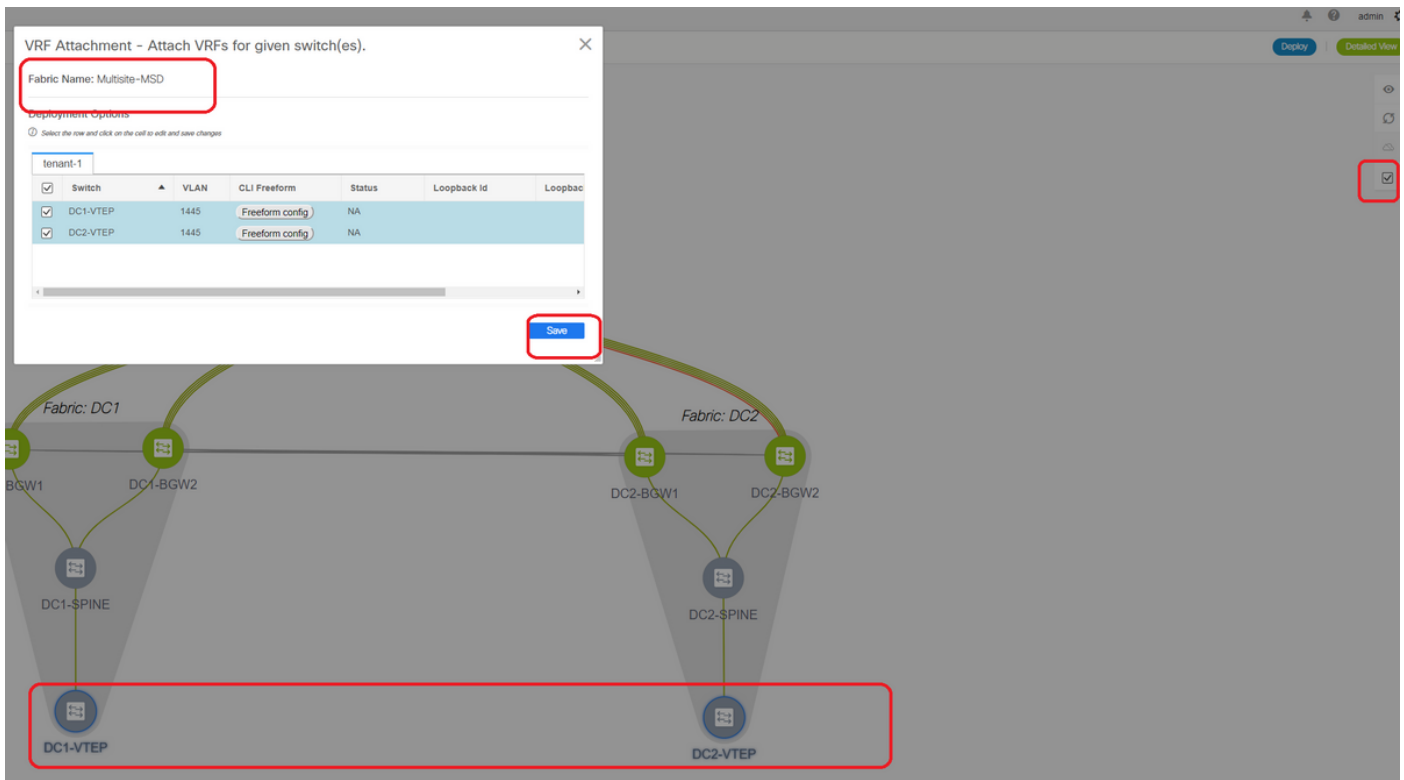 admin
VRF Attachment - Attach VRFs for given switch(es).
Deploy
Detailed View
Fabric Name: Multisite-MSD
Deployment Options
Select the row and click on the cell to edit and save changes
tenant-1
Switch VLAN CLI Freeform Status Loopback Id Loopbac
DC1-VTEP 1445 Freeform config NA
DC2-VTEP 1445 Freeform config NA
Save
Fabric: DC1
Fabric: DC2
BGW1
DC1-BGW2
DC2-BGW1
DC2-BGW2
DC1-SPINE
DC2-SPINE
DC1-VTEP
DC2-VTEP